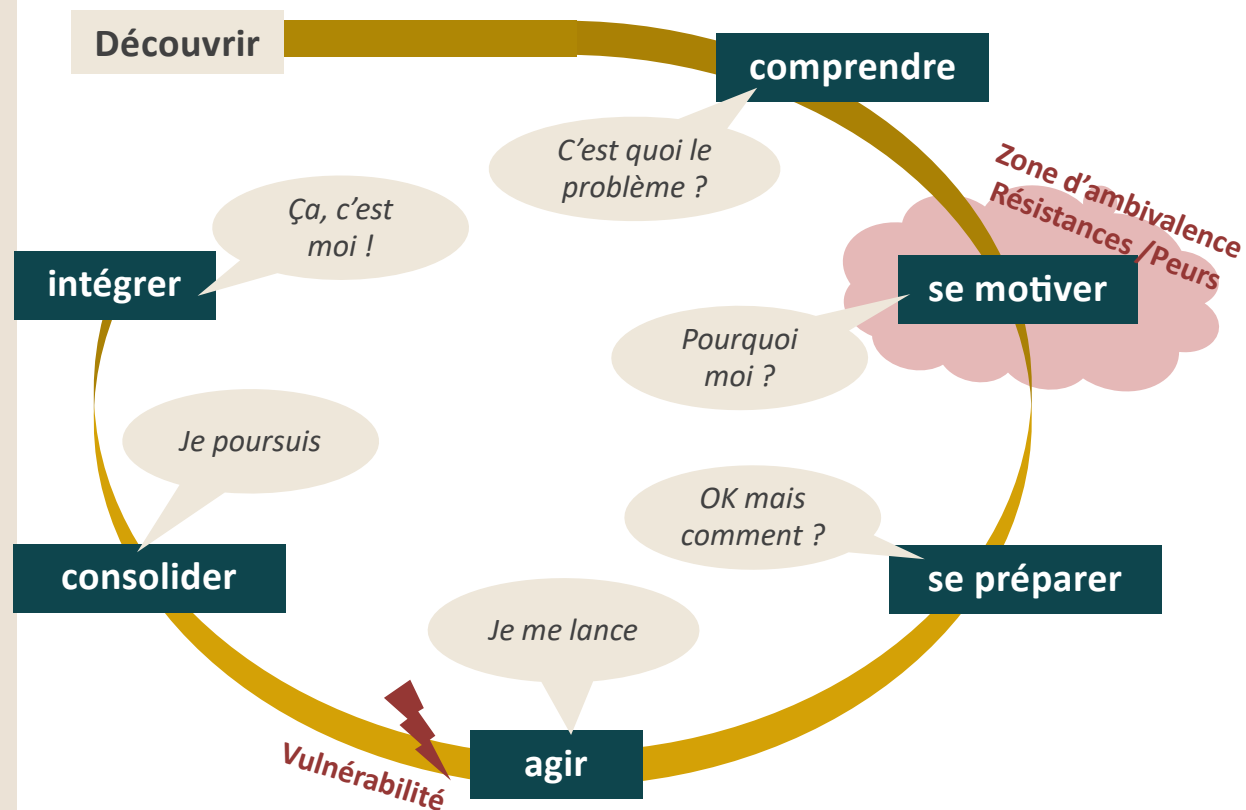 Découvrir
comprendre
C’est quoi le
problème ?
Zone d’ambivalence
Résistances /Peurs
se motiver
Pourquoi
moi ?
OK mais
comment ?
se préparer
Je me lance
agir
Vulnérabilité
Je poursuis
consolider
Ça, c’est
moi !
intégrer